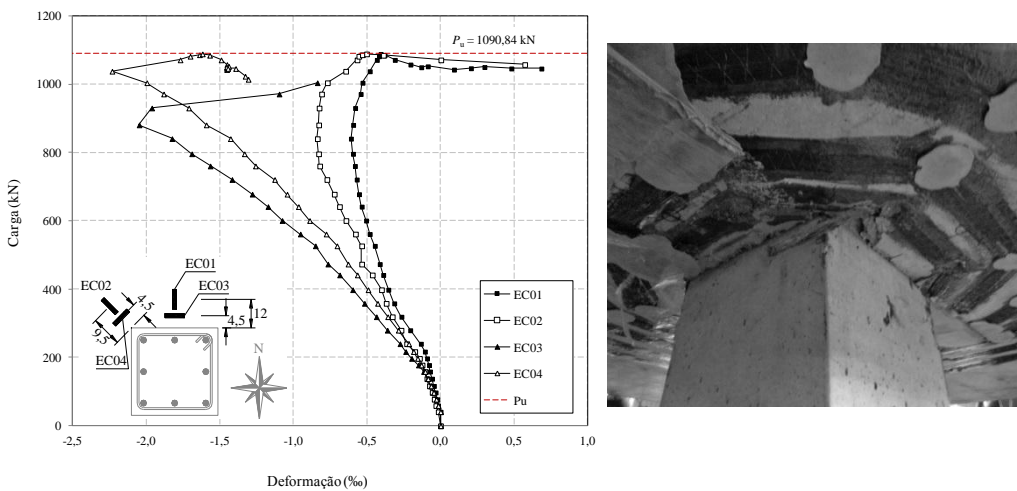 1200
1000
800
600
400
200
0
Carga (kN)
-2,5
-2,0
-1,5
-1,0
-0,5
0,0
0,5
1,0
Deformação (‰)
Pu = 1090,84 kN
EC01
EC02
EC03
EC04
4,5
9,5
4,5
12
N
EC01
EC02
EC03
EC04
Pu